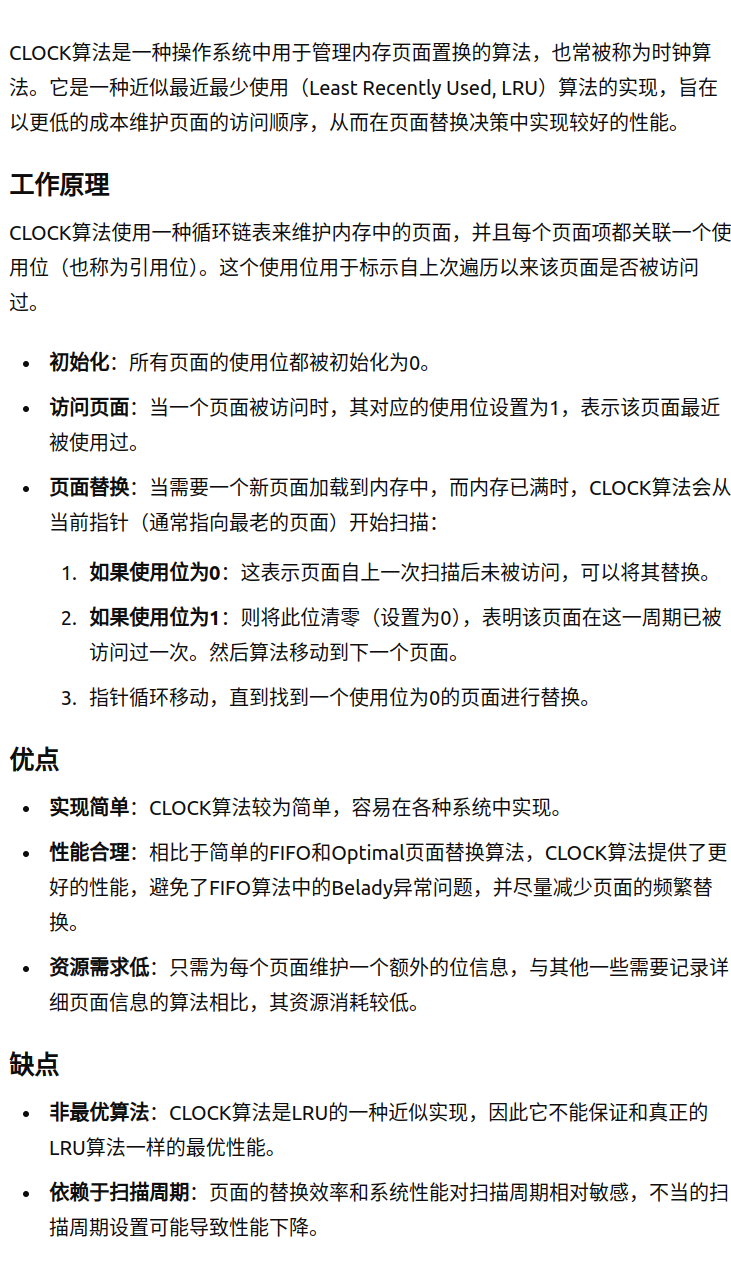 CLOCK算法是一种操作系统中用于管理内存页面置换的算法，也常被称为时钟算
法。它是一种近似最近最少使用（Least Recently Used, LRU）算法的实现，旨在
以更低的成本维护页面的访问顺序，从而在页面替换决策中实现较好的性能。
工作原理
CLOCK算法使用一种循环链表来维护内存中的页面，并且每个页面项都关联一个使
用位（也称为引用位）。这个使用位用于标示自上次遍历以来该页面是否被访问
过。
• 初始化：所有页面的使用位都被初始化为0。
• 访问页面：当一个页面被访问时，其对应的使用位设置为1，表示该页面最近
被使用过。
• 页面替换：当需要一个新页面加载到内存中，而内存已满时，CLOCK算法会从
当前指针（通常指向最老的页面）开始扫描：
1. 如果使用位为0：这表示页面自上一次扫描后未被访问，可以将其替换。
2. 如果使用位为1：则将此位清零（设置为0），表明该页面在这一周期已被
访问过一次。然后算法移动到下一个页面。
3. 指针循环移动，直到找到一个使用位为0的页面进行替换。
优点
• 实现简单：CLOCK算法较为简单，容易在各种系统中实现。
• 性能合理：相比于简单的FIFO和Optimal页面替换算法，CLOCK算法提供了更
好的性能，避免了FIFO算法中的Belady异常问题，并尽量减少页面的频繁替
换。
• 资源需求低：只需为每个页面维护一个额外的位信息，与其他一些需要记录详
细页面信息的算法相比，其资源消耗较低。
缺点
• 非最优算法：CLOCK算法是LRU的一种近似实现，因此它不能保证和真正的
LRU算法一样的最优性能。
• 依赖于扫描周期：页面的替换效率和系统性能对扫描周期相对敏感，不当的扫
描周期设置可能导致性能下降。